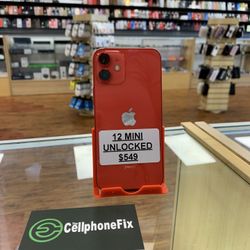 12 MINI
UNLOCKED
$549
CellphoneFix